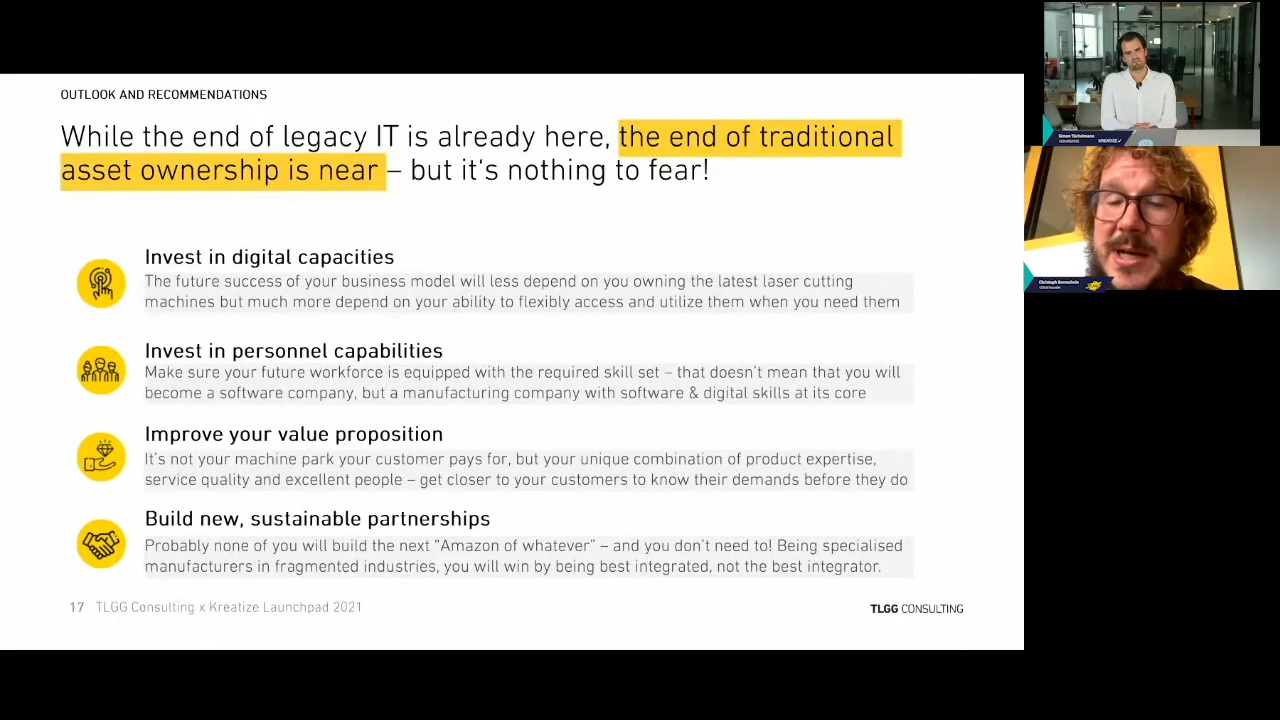 OUTLOOK AND RECOMMENDATIONS
While the end of legacy IT is already here, the end of traditional
asset ownership is near – but it's nothing to fear!
Invest in digital capacities
The future success of your business model will less depend on you owning the latest laser cutting
machines but much more depend on your ability to flexibly access and utilize them when you need them
Invest in personnel capabilities
Make sure your future workforce is equipped with the required skill set – that doesn't mean that you will
become a software company, but a manufacturing company with software & digital skills at its core
Improve your value proposition
It's not your machine park your customer pays for, but your unique combination of product expertise,
service quality and excellent people – get closer to your customers to know their demands before they do
Build new, sustainable partnerships
Probably none of you will build the next “Amazon of whatever” – and you don't need to! Being specialised
manufacturers in fragmented industries, you will win by being best integrated, not the best integrator.
17 TLGG Consulting x Kreatize Launchpad 2021
TLGG CONSULTING
Simon Tüchelmann
CEO KREATIZE
KREATIZE
Christoph Bornschein